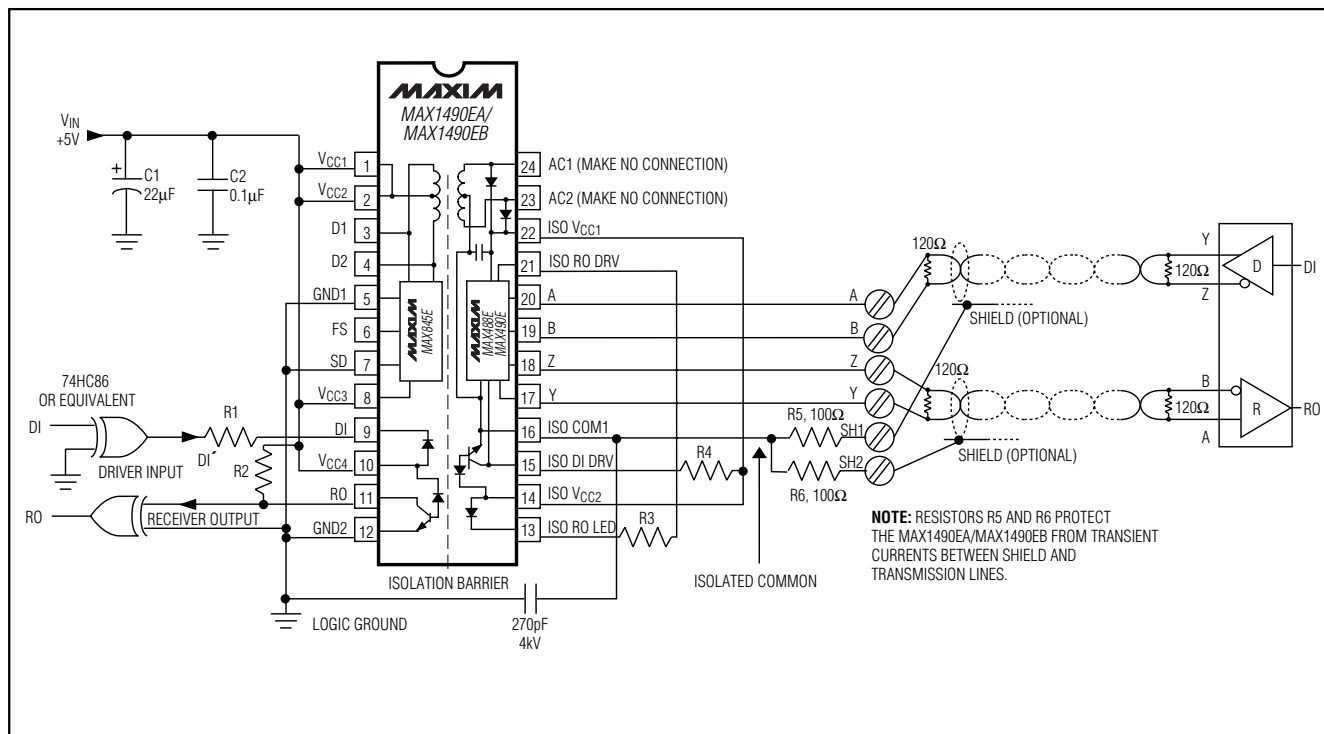 MAXIM
MAX1490EA/
MAX1490EB
VIN
+5V
C1
22µF
C2
0.1µF
+
VCC1
VCC2
D1
D2
GND1
FS
SD
VCC3
DI
VCC4
RO
GND2
1
2
3
4
5
6
7
8
9
10
11
12
MAXIM
MAX845E
MAXIM
MAX488E
MAX490E
24
23
22
21
20
19
18
17
16
15
14
13
AC1 (MAKE NO CONNECTION)
AC2 (MAKE NO CONNECTION)
ISO VCC1
ISO RO DRV
A
B
Z
Y
ISO COM1
ISO DI DRV
ISO VCC2
ISO RO LED
74HC86
OR EQUIVALENT
DI
DRIVER INPUT
R1
DI´
R2
RO
RECEIVER OUTPUT
ISOLATION BARRIER
LOGIC GROUND
270pF
4kV
R3
R4
R5, 100Ω
R6, 100Ω
SH1
SH2
ISOLATED COMMON
A
B
Z
Y
120Ω
120Ω
SHIELD (OPTIONAL)
120Ω
120Ω
SHIELD (OPTIONAL)
Y
Z
D
DI
B
A
R
RO
NOTE: RESISTORS R5 AND R6 PROTECT
THE MAX1490EA/MAX1490EB FROM TRANSIENT
CURRENTS BETWEEN SHIELD AND
TRANSMISSION LINES.